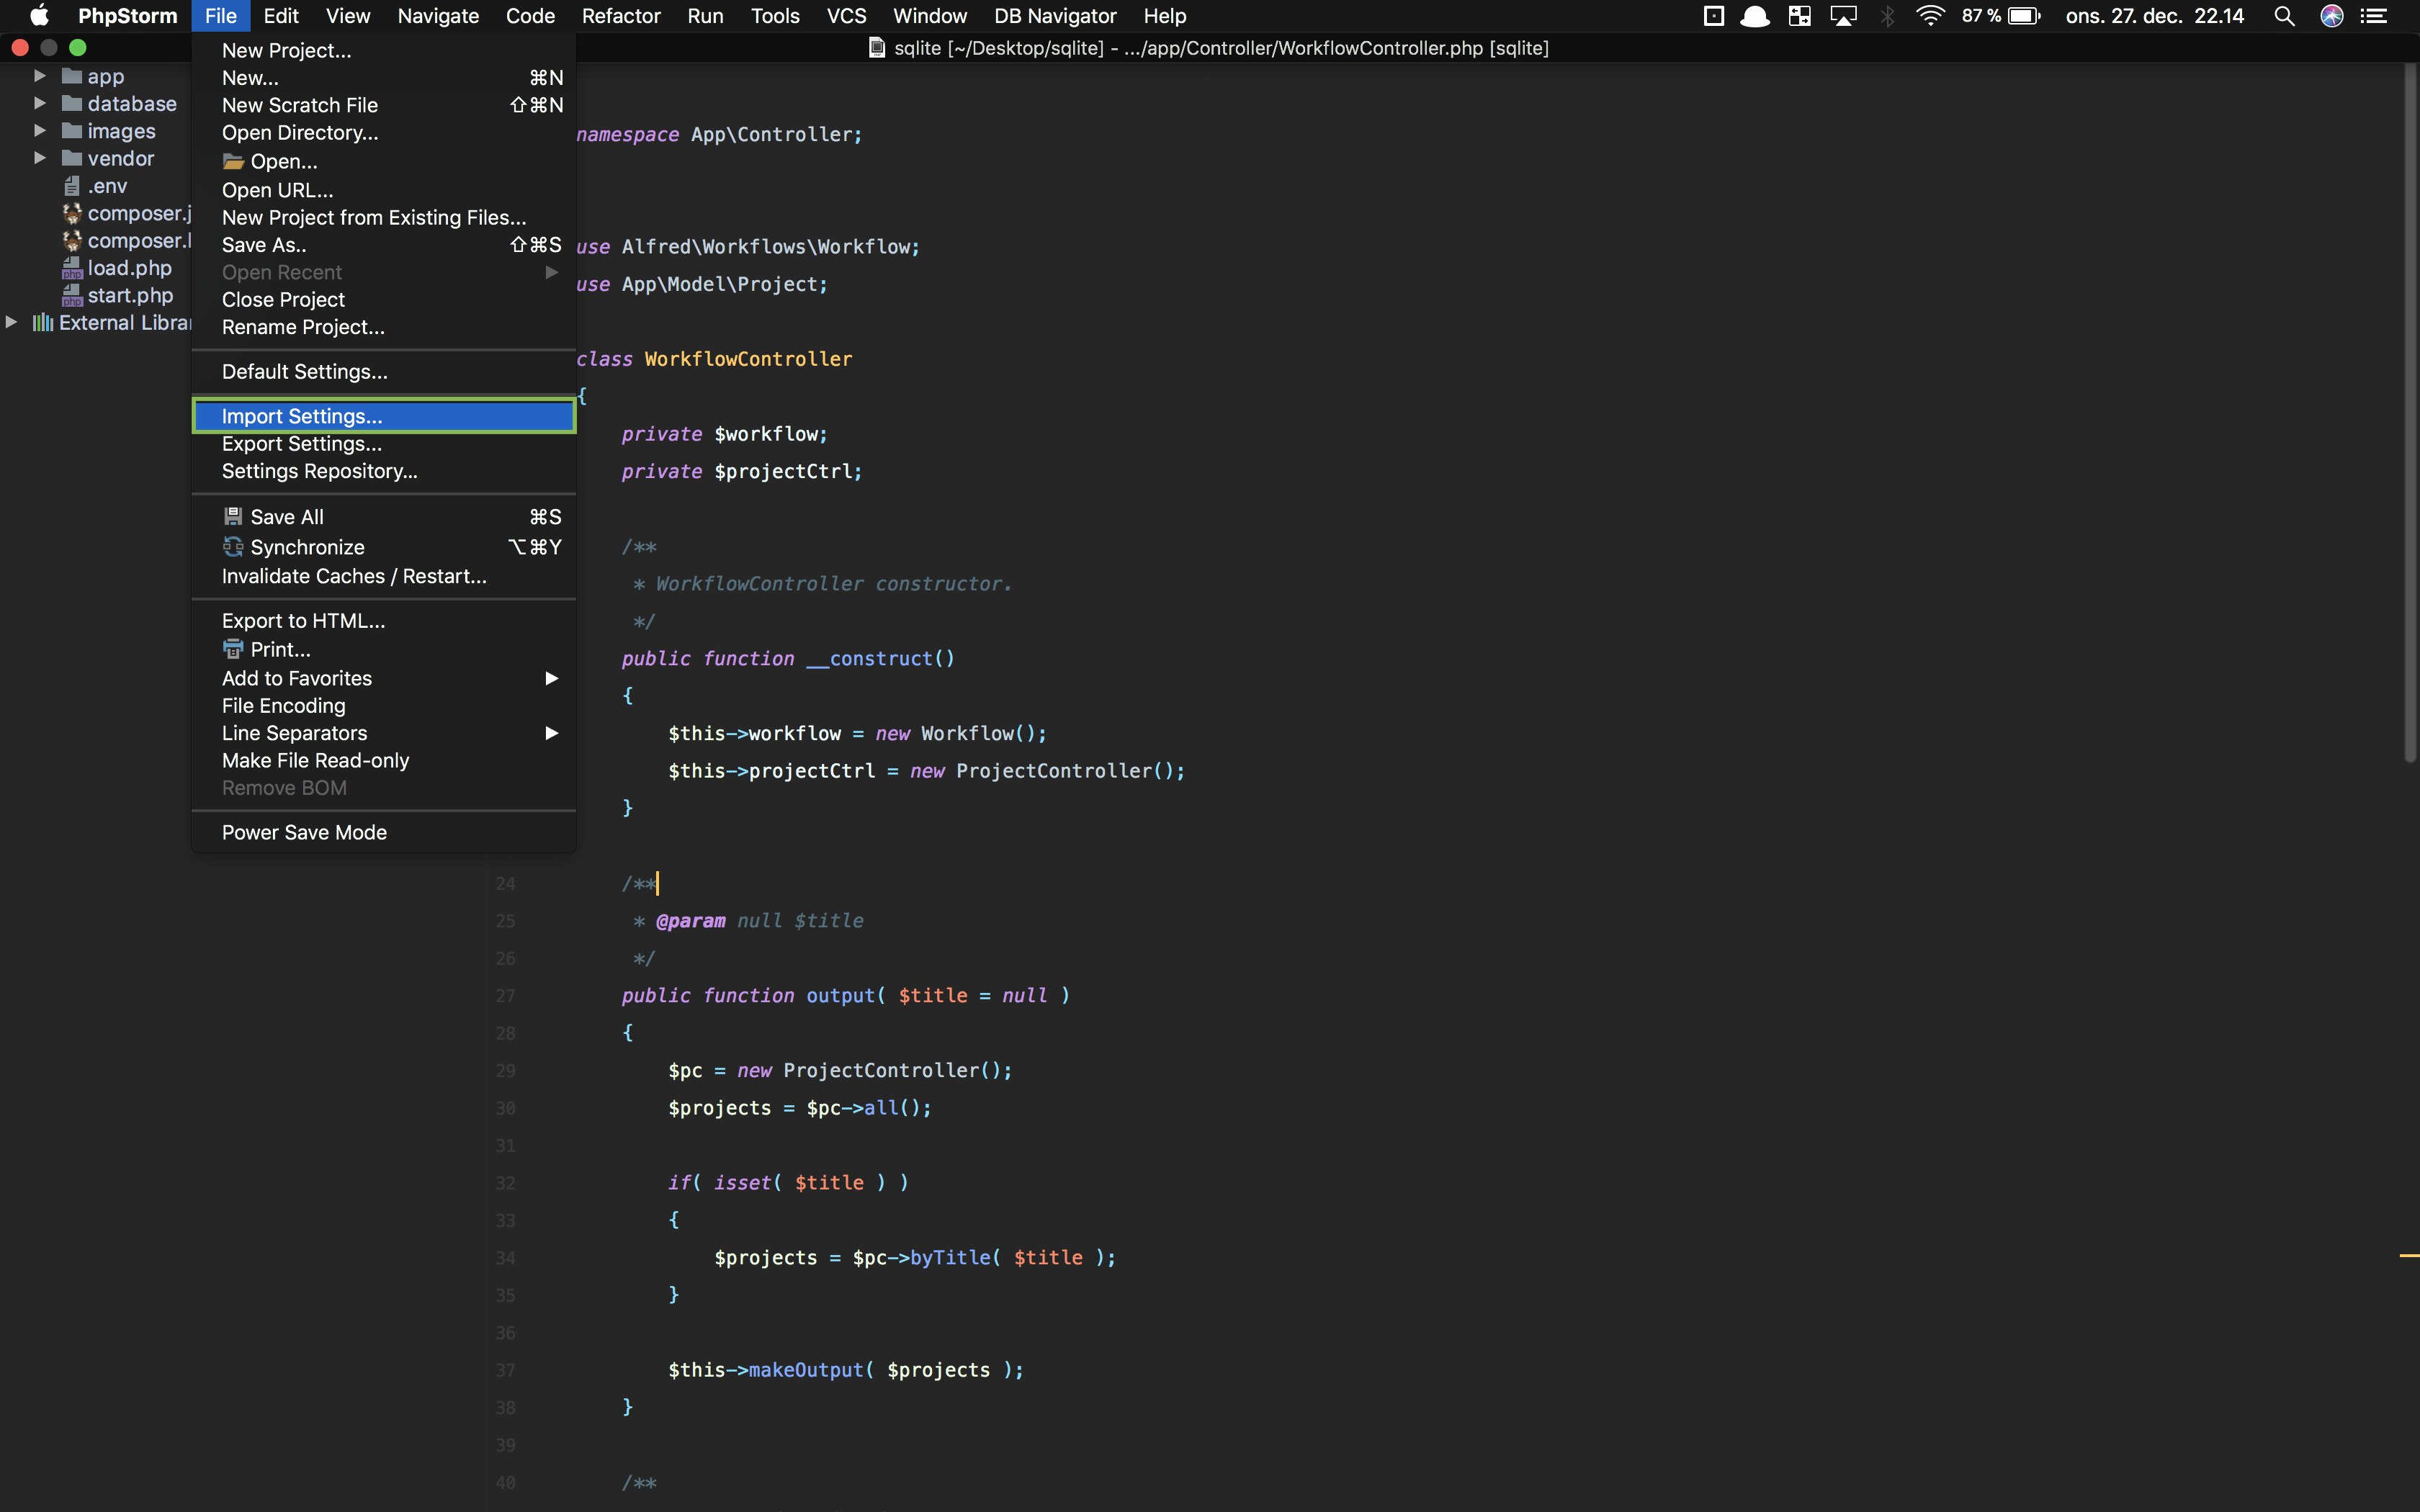 PhpStorm File Edit View Navigate Code Refactor Run Tools VCS Window DB Navigator Help 87 % ons. 27. dec. 22.14
sqlite [~/Desktop/sqlite] - .../app/Controller/WorkflowController.php [sqlite]
app
database
images
vendor
.env
composer.j
composer.l
load.php
start.php
External Librar
New Project...
New... ⌘N
New Scratch File ⇧⌘N
Open Directory...
Open...
Open URL...
New Project from Existing Files...
Save As.. ⇧⌘S
Open Recent
Close Project
Rename Project...
Default Settings...
Import Settings...
Export Settings...
Settings Repository...
Save All ⌘S
Synchronize ⌥⌘Y
Invalidate Caches / Restart...
Export to HTML...
Print...
Add to Favorites
File Encoding
Line Separators
Make File Read-only
Remove BOM
Power Save Mode
namespace App\Controller;
use Alfred\Workflows\Workflow;
use App\Model\Project;
class WorkflowController
{
private $workflow;
private $projectCtrl;
/**
* WorkflowController constructor.
*/
public function __construct()
{
$this->workflow = new Workflow();
$this->projectCtrl = new ProjectController();
}
24 /**
25 * @param null $title
26 */
27 public function output( $title = null )
28 {
29 $pc = new ProjectController();
30 $projects = $pc->all();
31
32 if( isset( $title ) )
33 {
34 $projects = $pc->byTitle( $title );
35 }
36
37 $this->makeOutput( $projects );
38 }
39
40 /**